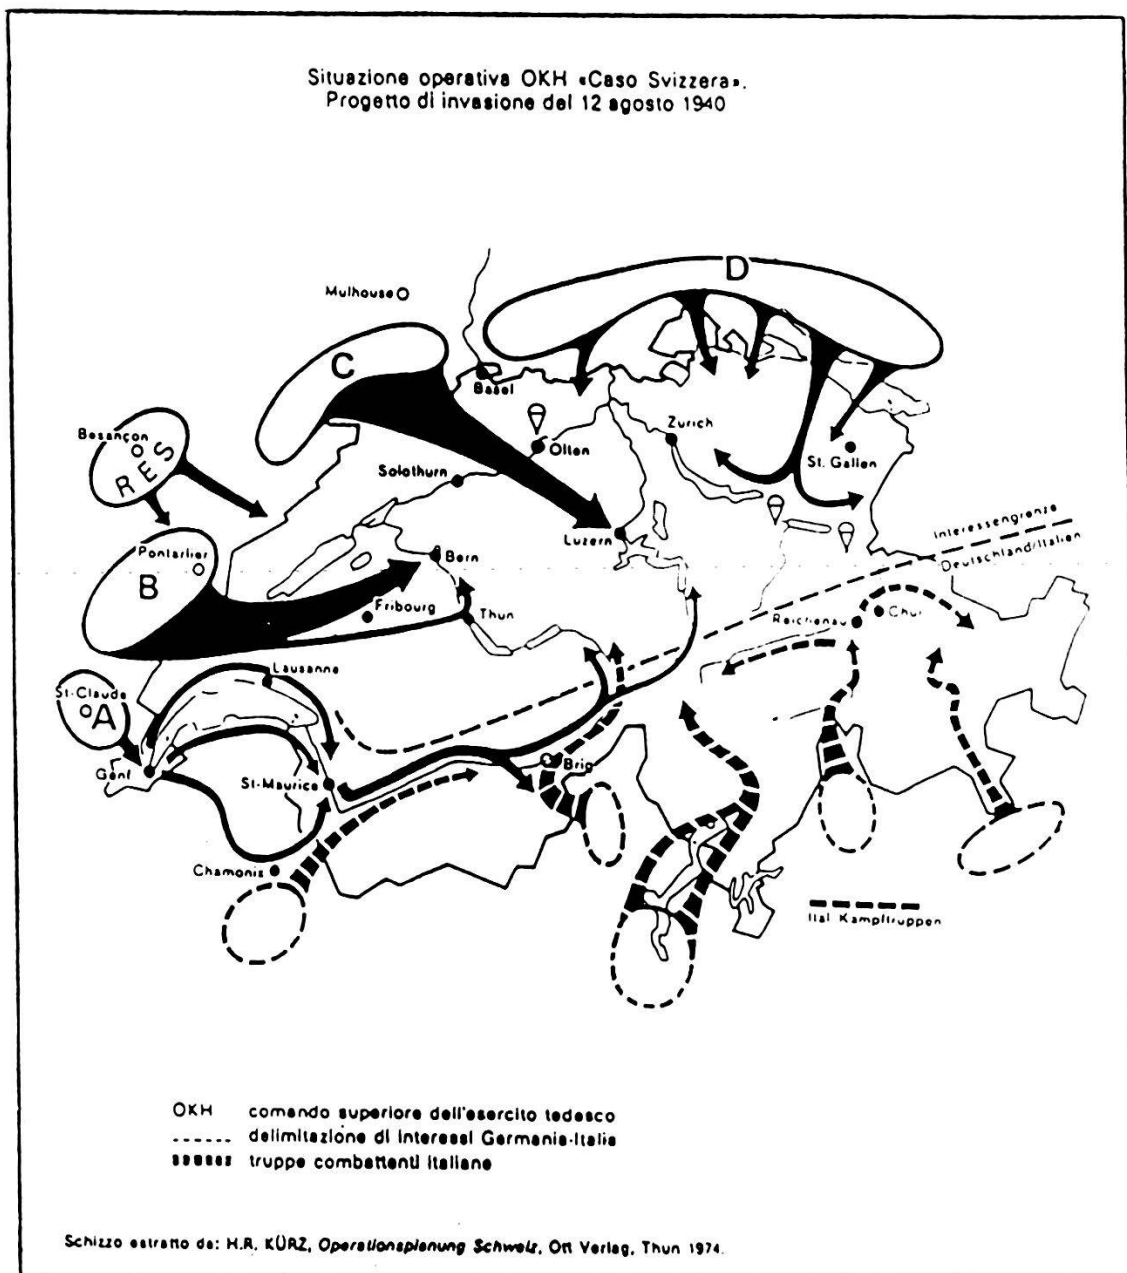 Situazione operativa OKH «Caso Svizzera».
Progetto di invasione del 12 agosto 1940
D
Mulhouse
C
Basel
Besançon
RES
Olten
Zürich
St. Gallen
Solothurn
Luzern
Interessengrenze
Deutschland/Italien
Pontarlier
B
Bern
Fribourg
Thun
Reichenau
Chur
Lausanne
St-Claude
A
Genf
St-Maurice
Brig
Chamonix
Ital Kampftruppen
OKH comando superiore dell'esercito tedesco
delimitazione di interessi Germania-Italia
truppe combattenti italiane
Schizzo estratto da: H.R. KÜRZ, Operationsplanung Schweiz, Ott Verlag, Thun 1974.